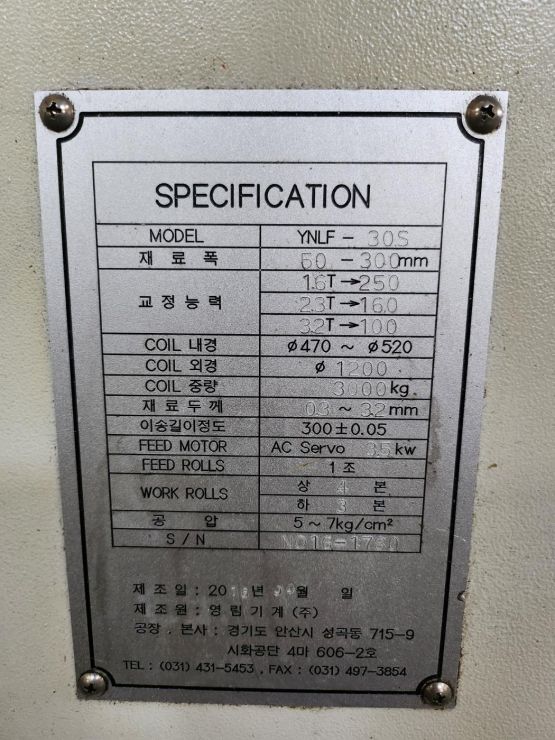 SPECIFICATION
MODEL YNLF - 30S
재 료 폭 60 - 300mm
교 정 능 력 1.6T→250
2.3T→160
3.2T→100
COIL 내경 φ470 ~ φ520
COIL 외경 φ 1200
COIL 중량 3000kg
재 료 두 께 0.3 ~ 3.2mm
이송길이정도 300±0.05
FEED MOTOR AC Servo 3.5kw
FEED ROLLS 1 조
WORK ROLLS 상 4 본
하 3 본
공 압 5 ~ 7kg/cm²
S / N
제 조 일 : 년 월 일
제 조 원 : 영 림 기 계 (주)
공장 . 본사 : 경기도 안산시 성곡동 715-9
시화공단 4마 606-2호
TEL : (031) 431-5453 , FAX : (031) 497-3854